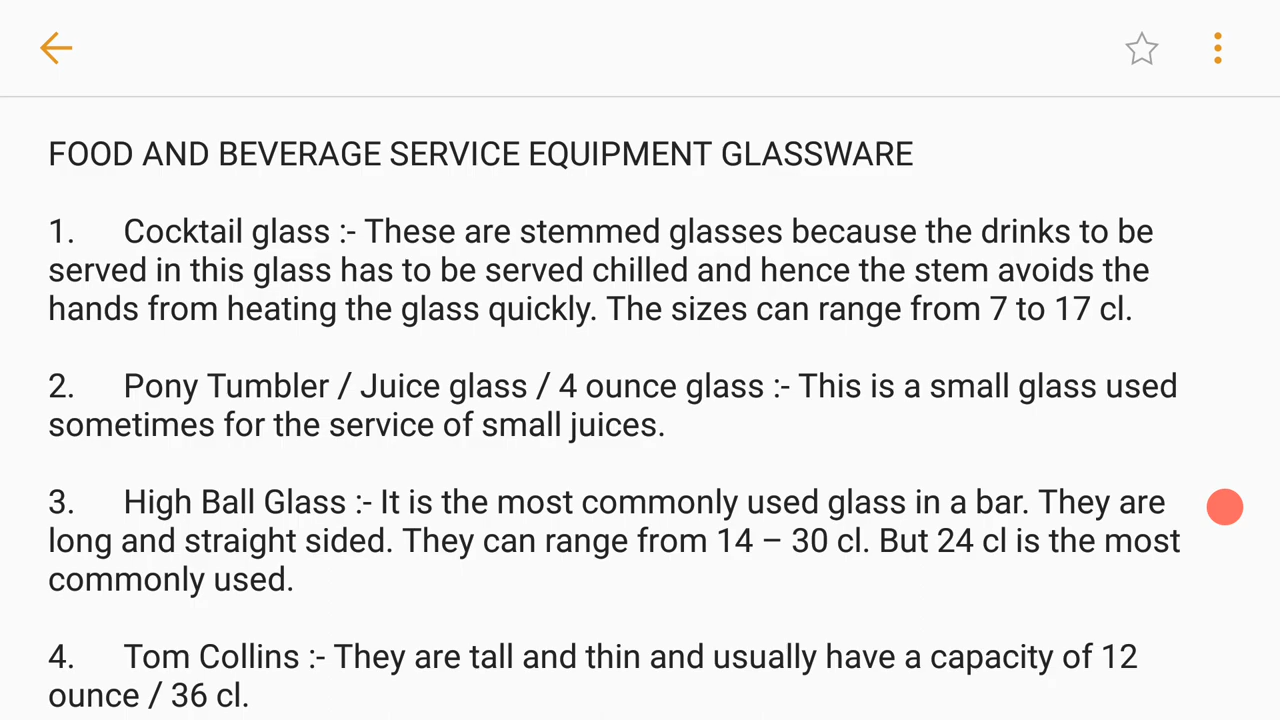 FOOD AND BEVERAGE SERVICE EQUIPMENT GLASSWARE
1. Cocktail glass :- These are stemmed glasses because the drinks to be
served in this glass has to be served chilled and hence the stem avoids the
hands from heating the glass quickly. The sizes can range from 7 to 17 cl.
2. Pony Tumbler / Juice glass / 4 ounce glass :- This is a small glass used
sometimes for the service of small juices.
3. High Ball Glass :- It is the most commonly used glass in a bar. They are
long and straight sided. They can range from 14 – 30 cl. But 24 cl is the most
commonly used.
4. Tom Collins :- They are tall and thin and usually have a capacity of 12
ounce / 36 cl.